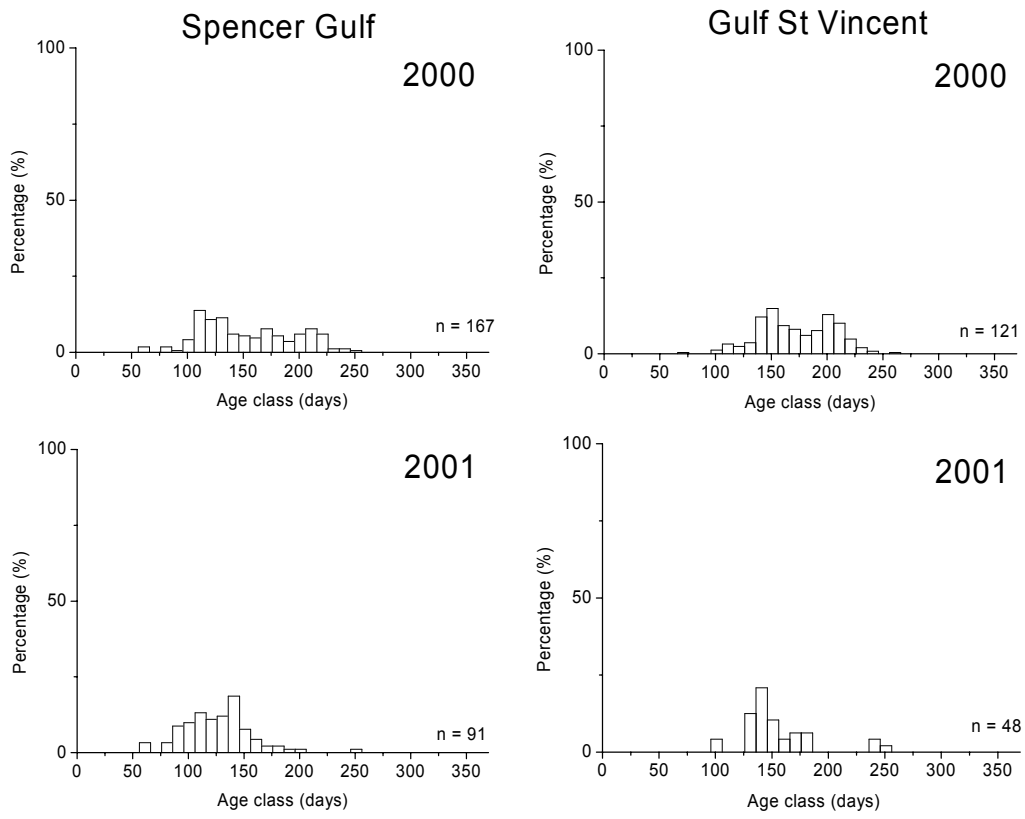 Spencer Gulf
2000
Percentage (%)
100
50
0
n = 167
0 50 100 150 200 250 300 350
Age class (days)
Gulf St Vincent
2000
Percentage (%)
100
50
0
n = 121
0 50 100 150 200 250 300 350
Age class (days)
2001
Percentage (%)
100
50
0
n = 91
0 50 100 150 200 250 300 350
Age class (days)
2001
Percentage (%)
100
50
0
n = 48
0 50 100 150 200 250 300 350
Age class (days)